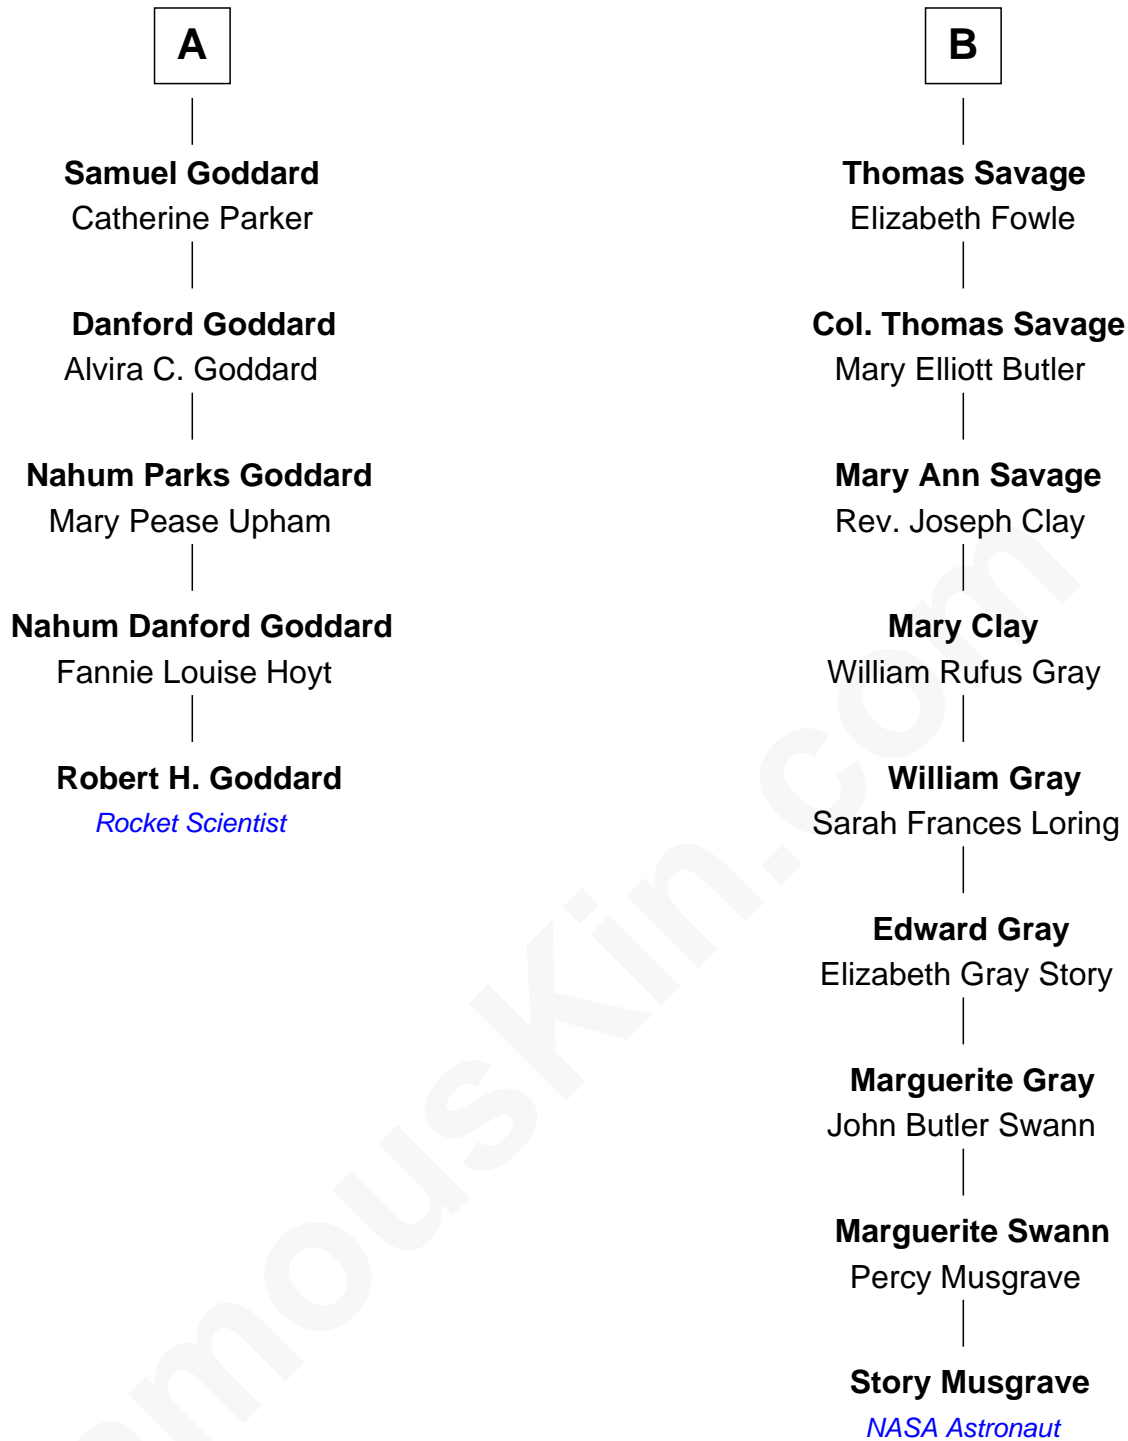 A
Samuel Goddard
Catherine Parker
Danford Goddard
Alvira C. Goddard
Nahum Parks Goddard
Mary Pease Upham
Nahum Danford Goddard
Fannie Louise Hoyt
Robert H. Goddard
Rocket Scientist
B
Thomas Savage
Elizabeth Fowle
Col. Thomas Savage
Mary Elliott Butler
Mary Ann Savage
Rev. Joseph Clay
Mary Clay
William Rufus Gray
William Gray
Sarah Frances Loring
Edward Gray
Elizabeth Gray Story
Marguerite Gray
John Butler Swann
Marguerite Swann
Percy Musgrave
Story Musgrave
NASA Astronaut
mouskin.com